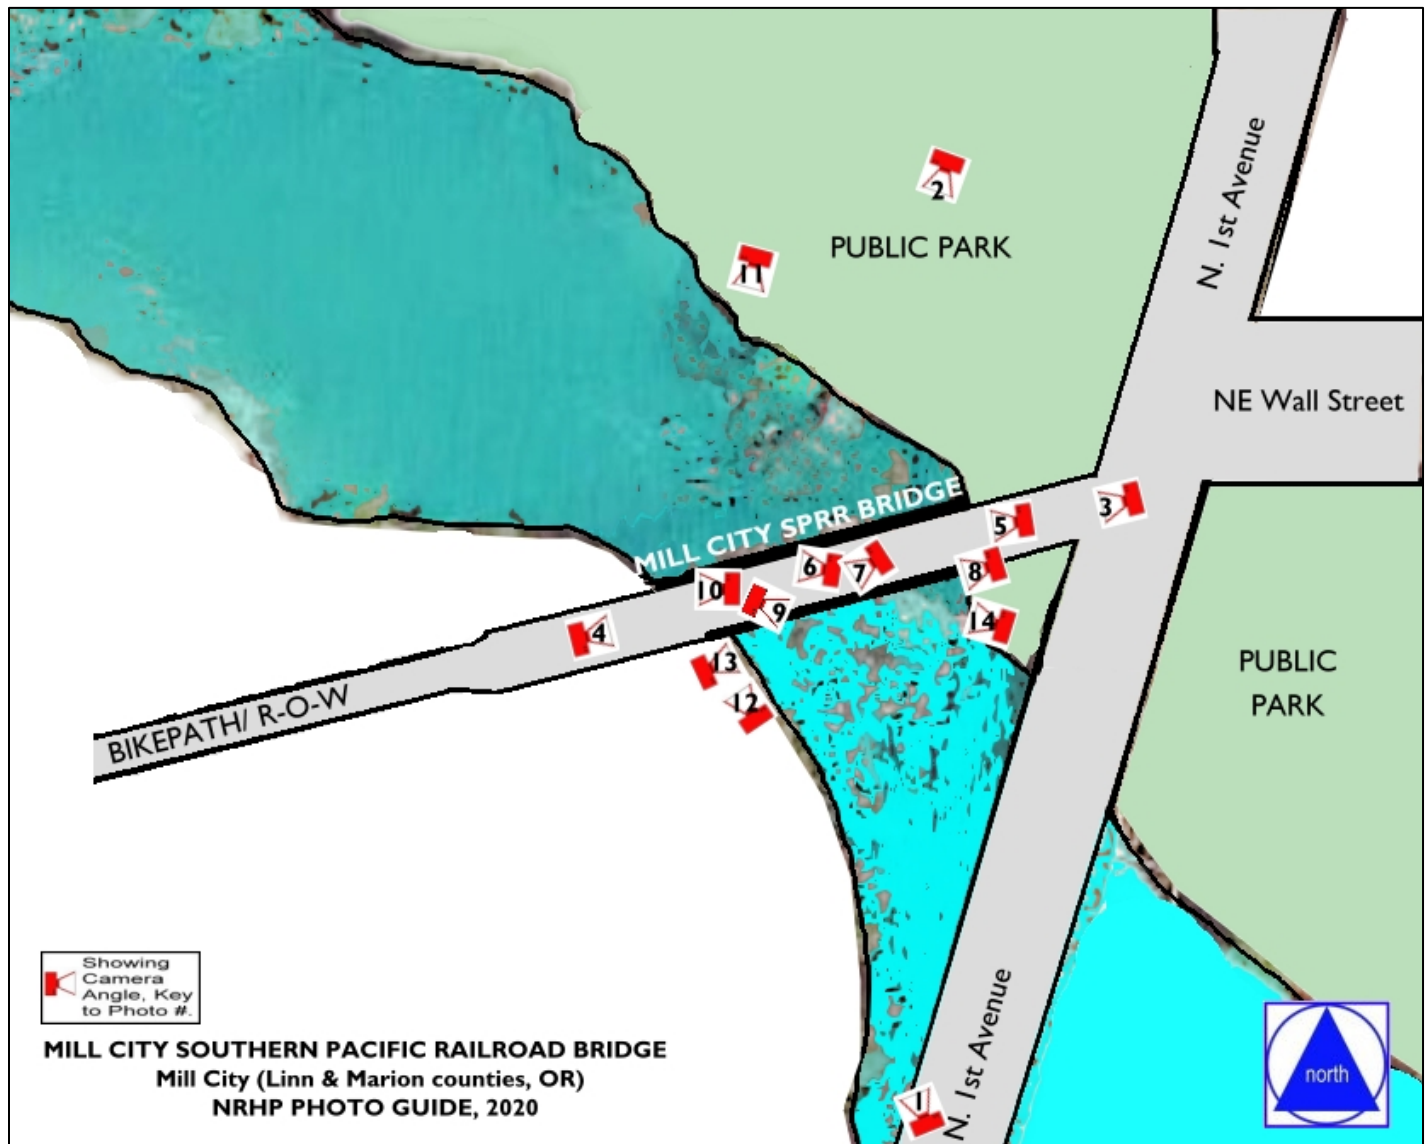 N. 1st Avenue
2
PUBLIC PARK
11
NE Wall Street
MILL CITY SPRR BRIDGE
3
5
6
7
8
10
9
14
4
13
12
PUBLIC
PARK
BIKEPATH/ R-O-W
Showing
Camera
Angle, Key
to Photo #.
MILL CITY SOUTHERN PACIFIC RAILROAD BRIDGE
Mill City (Linn & Marion counties, OR)
NRHP PHOTO GUIDE, 2020
1
N. 1st Avenue
north